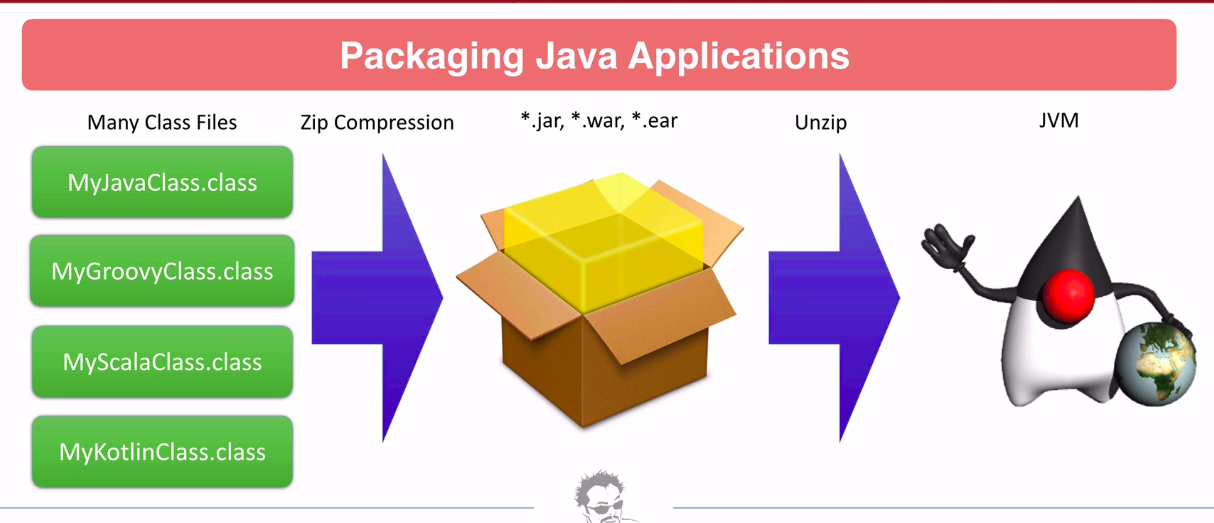 Packaging Java Applications
Many Class Files
Zip Compression
*.jar, *.war, *.ear
Unzip
JVM
MyJavaClass.class
MyGroovyClass.class
MyScalaClass.class
MyKotlinClass.class